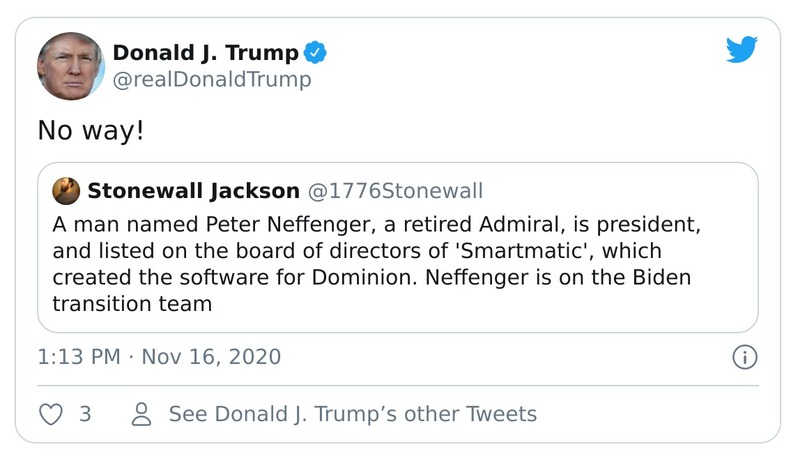 Donald J. Trump
@realDonaldTrump
No way!
Stonewall Jackson @1776Stonewall
A man named Peter Neffenger, a retired Admiral, is president,
and listed on the board of directors of 'Smartmatic', which
created the software for Dominion. Neffenger is on the Biden
transition team
1:13 PM · Nov 16, 2020
3 See Donald J. Trump’s other Tweets